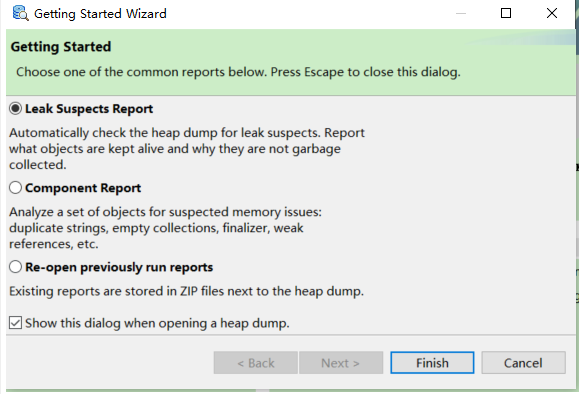 Getting Started Wizard
Getting Started
Choose one of the common reports below. Press Escape to close this dialog.
Leak Suspects Report
Automatically check the heap dump for leak suspects. Report
what objects are kept alive and why they are not garbage
collected.
Component Report
Analyze a set of objects for suspected memory issues:
duplicate strings, empty collections, finalizer, weak
references, etc.
Re-open previously run reports
Existing reports are stored in ZIP files next to the heap dump.
Show this dialog when opening a heap dump.
< Back Next > Finish Cancel